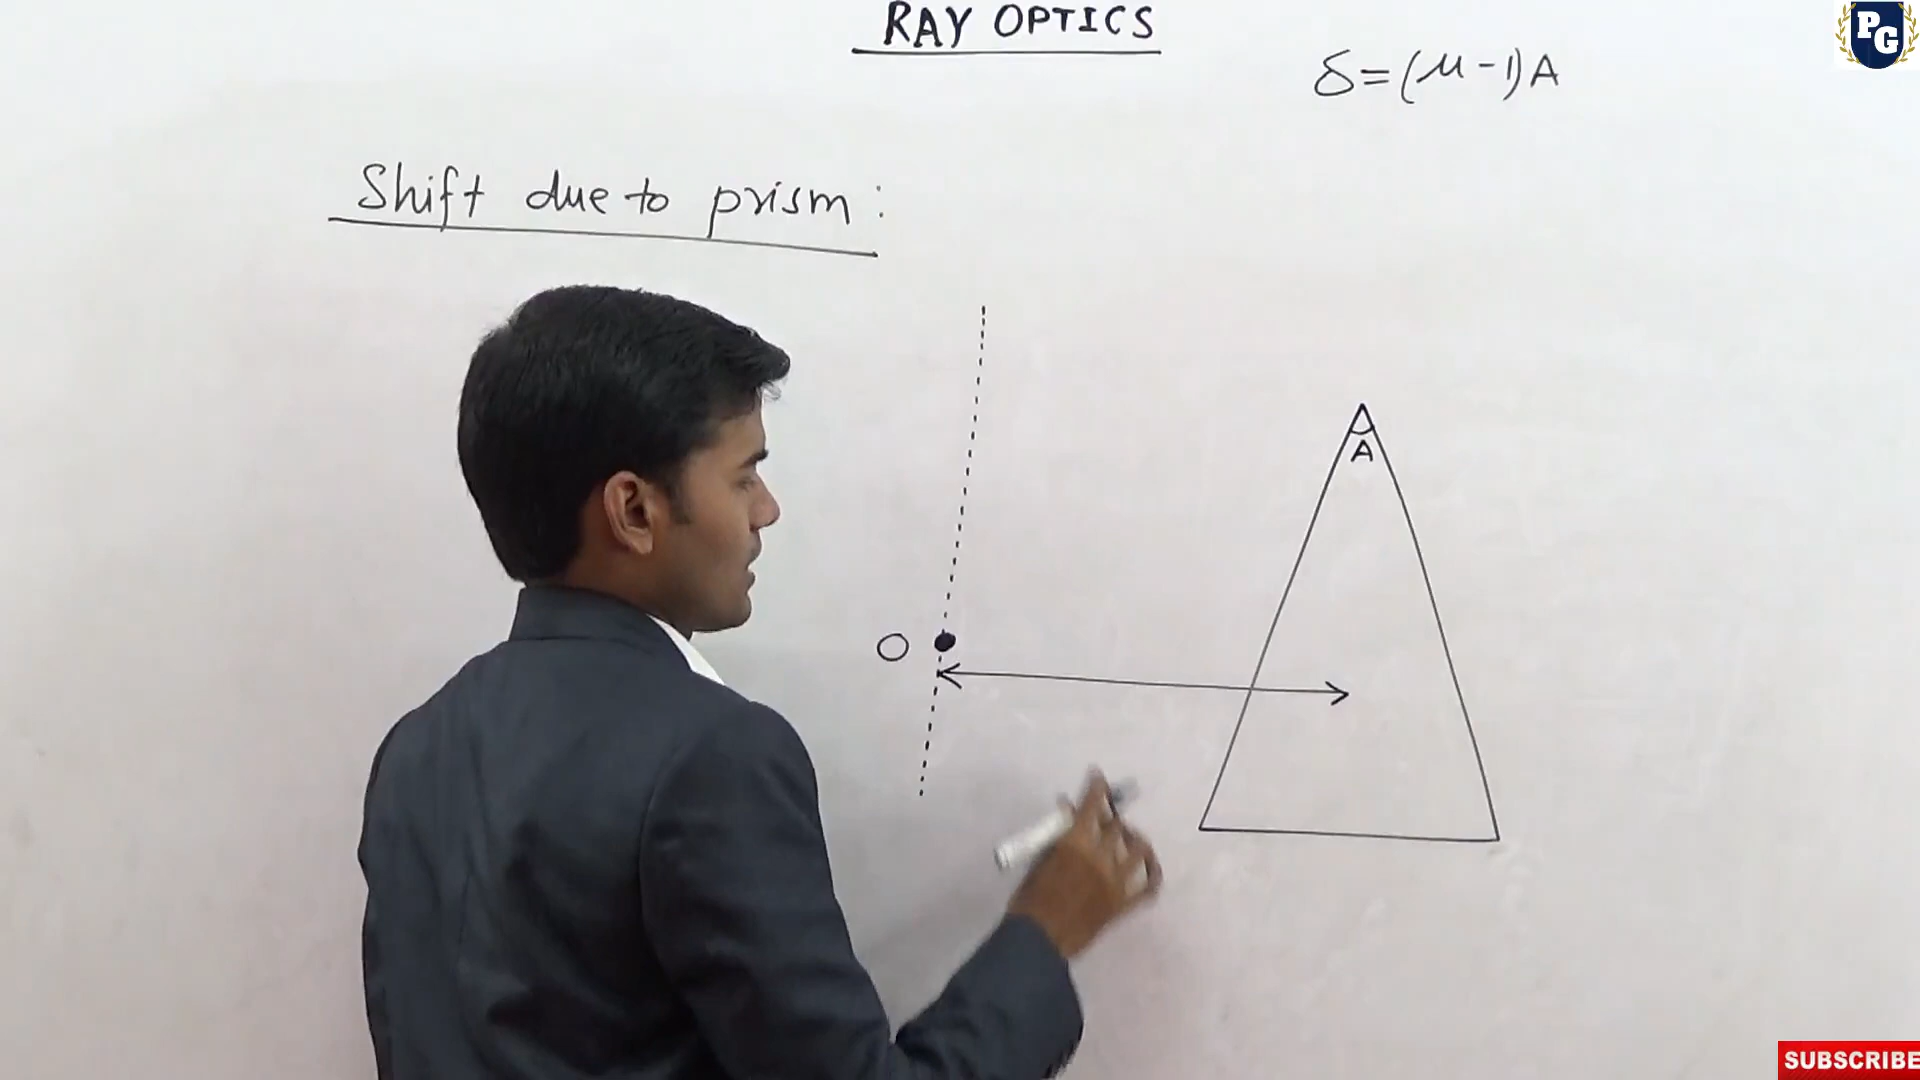 RAY OPTICS
PG
δ=(μ-1)A
Shift due to prism:
A
O
SUBSCRIBE